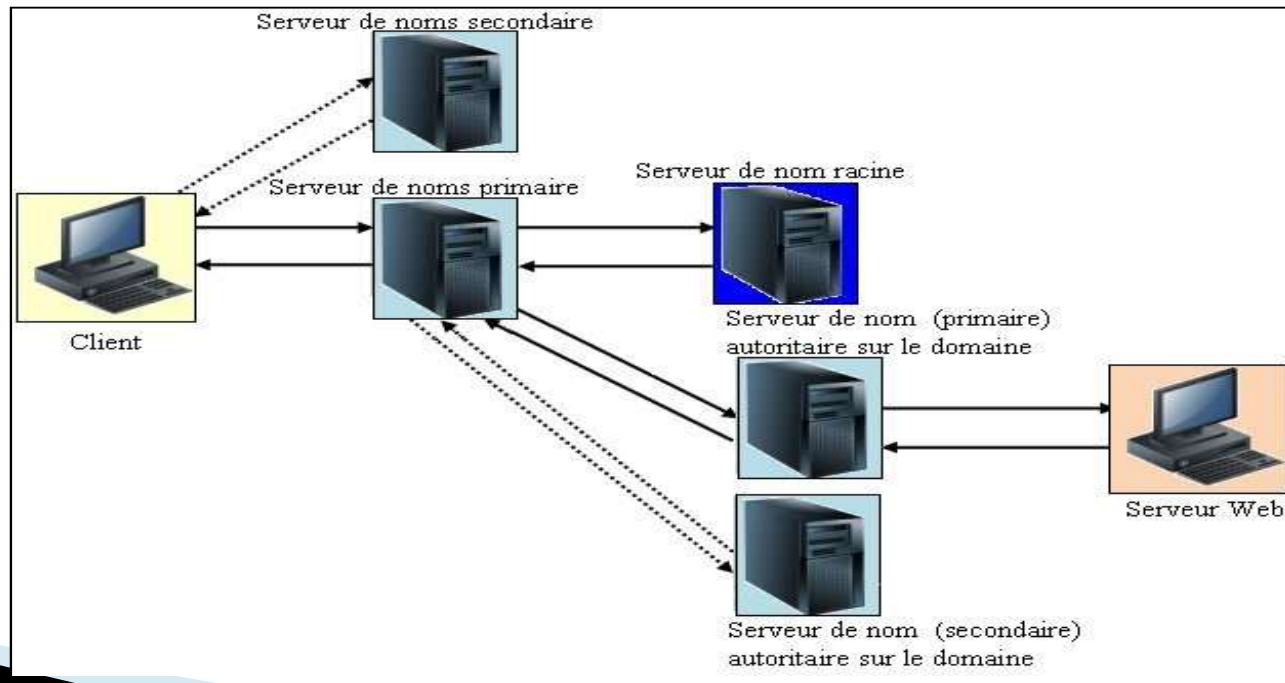 Serveur de noms secondaire
Serveur de noms primaire
Serveur de nom racine
Client
Serveur de nom (primaire)
autoritaire sur le domaine
Serveur Web
Serveur de nom (secondaire)
autoritaire sur le domaine